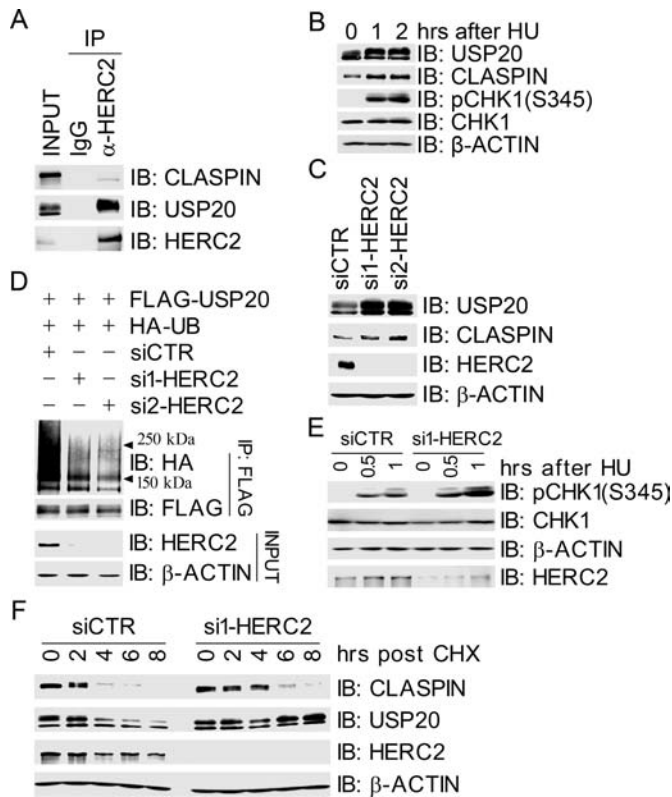 A
IP
INPUT
IgG
α-HERC2
IB: CLASPIN
IB: USP20
IB: HERC2
B
0 1 2 hrs after HU
IB: USP20
IB: CLASPIN
IB: pCHK1(S345)
IB: CHK1
IB: β-ACTIN
C
siCTR
si1-HERC2
si2-HERC2
IB: USP20
IB: CLASPIN
IB: HERC2
IB: β-ACTIN
D
+ + + FLAG-USP20
+ + + HA-UB
+ − − siCTR
− + − si1-HERC2
− − + si2-HERC2
250 kDa
IB: HA
150 kDa
IB: FLAG
IP: FLAG
IB: HERC2
IB: β-ACTIN
INPUT
E
siCTR si1-HERC2
0 0.5 1 0 0.5 1 hrs after HU
IB: pCHK1(S345)
IB: CHK1
IB: β-ACTIN
IB: HERC2
F
siCTR si1-HERC2
0 2 4 6 8 0 2 4 6 8 hrs post CHX
IB: CLASPIN
IB: USP20
IB: HERC2
IB: β-ACTIN